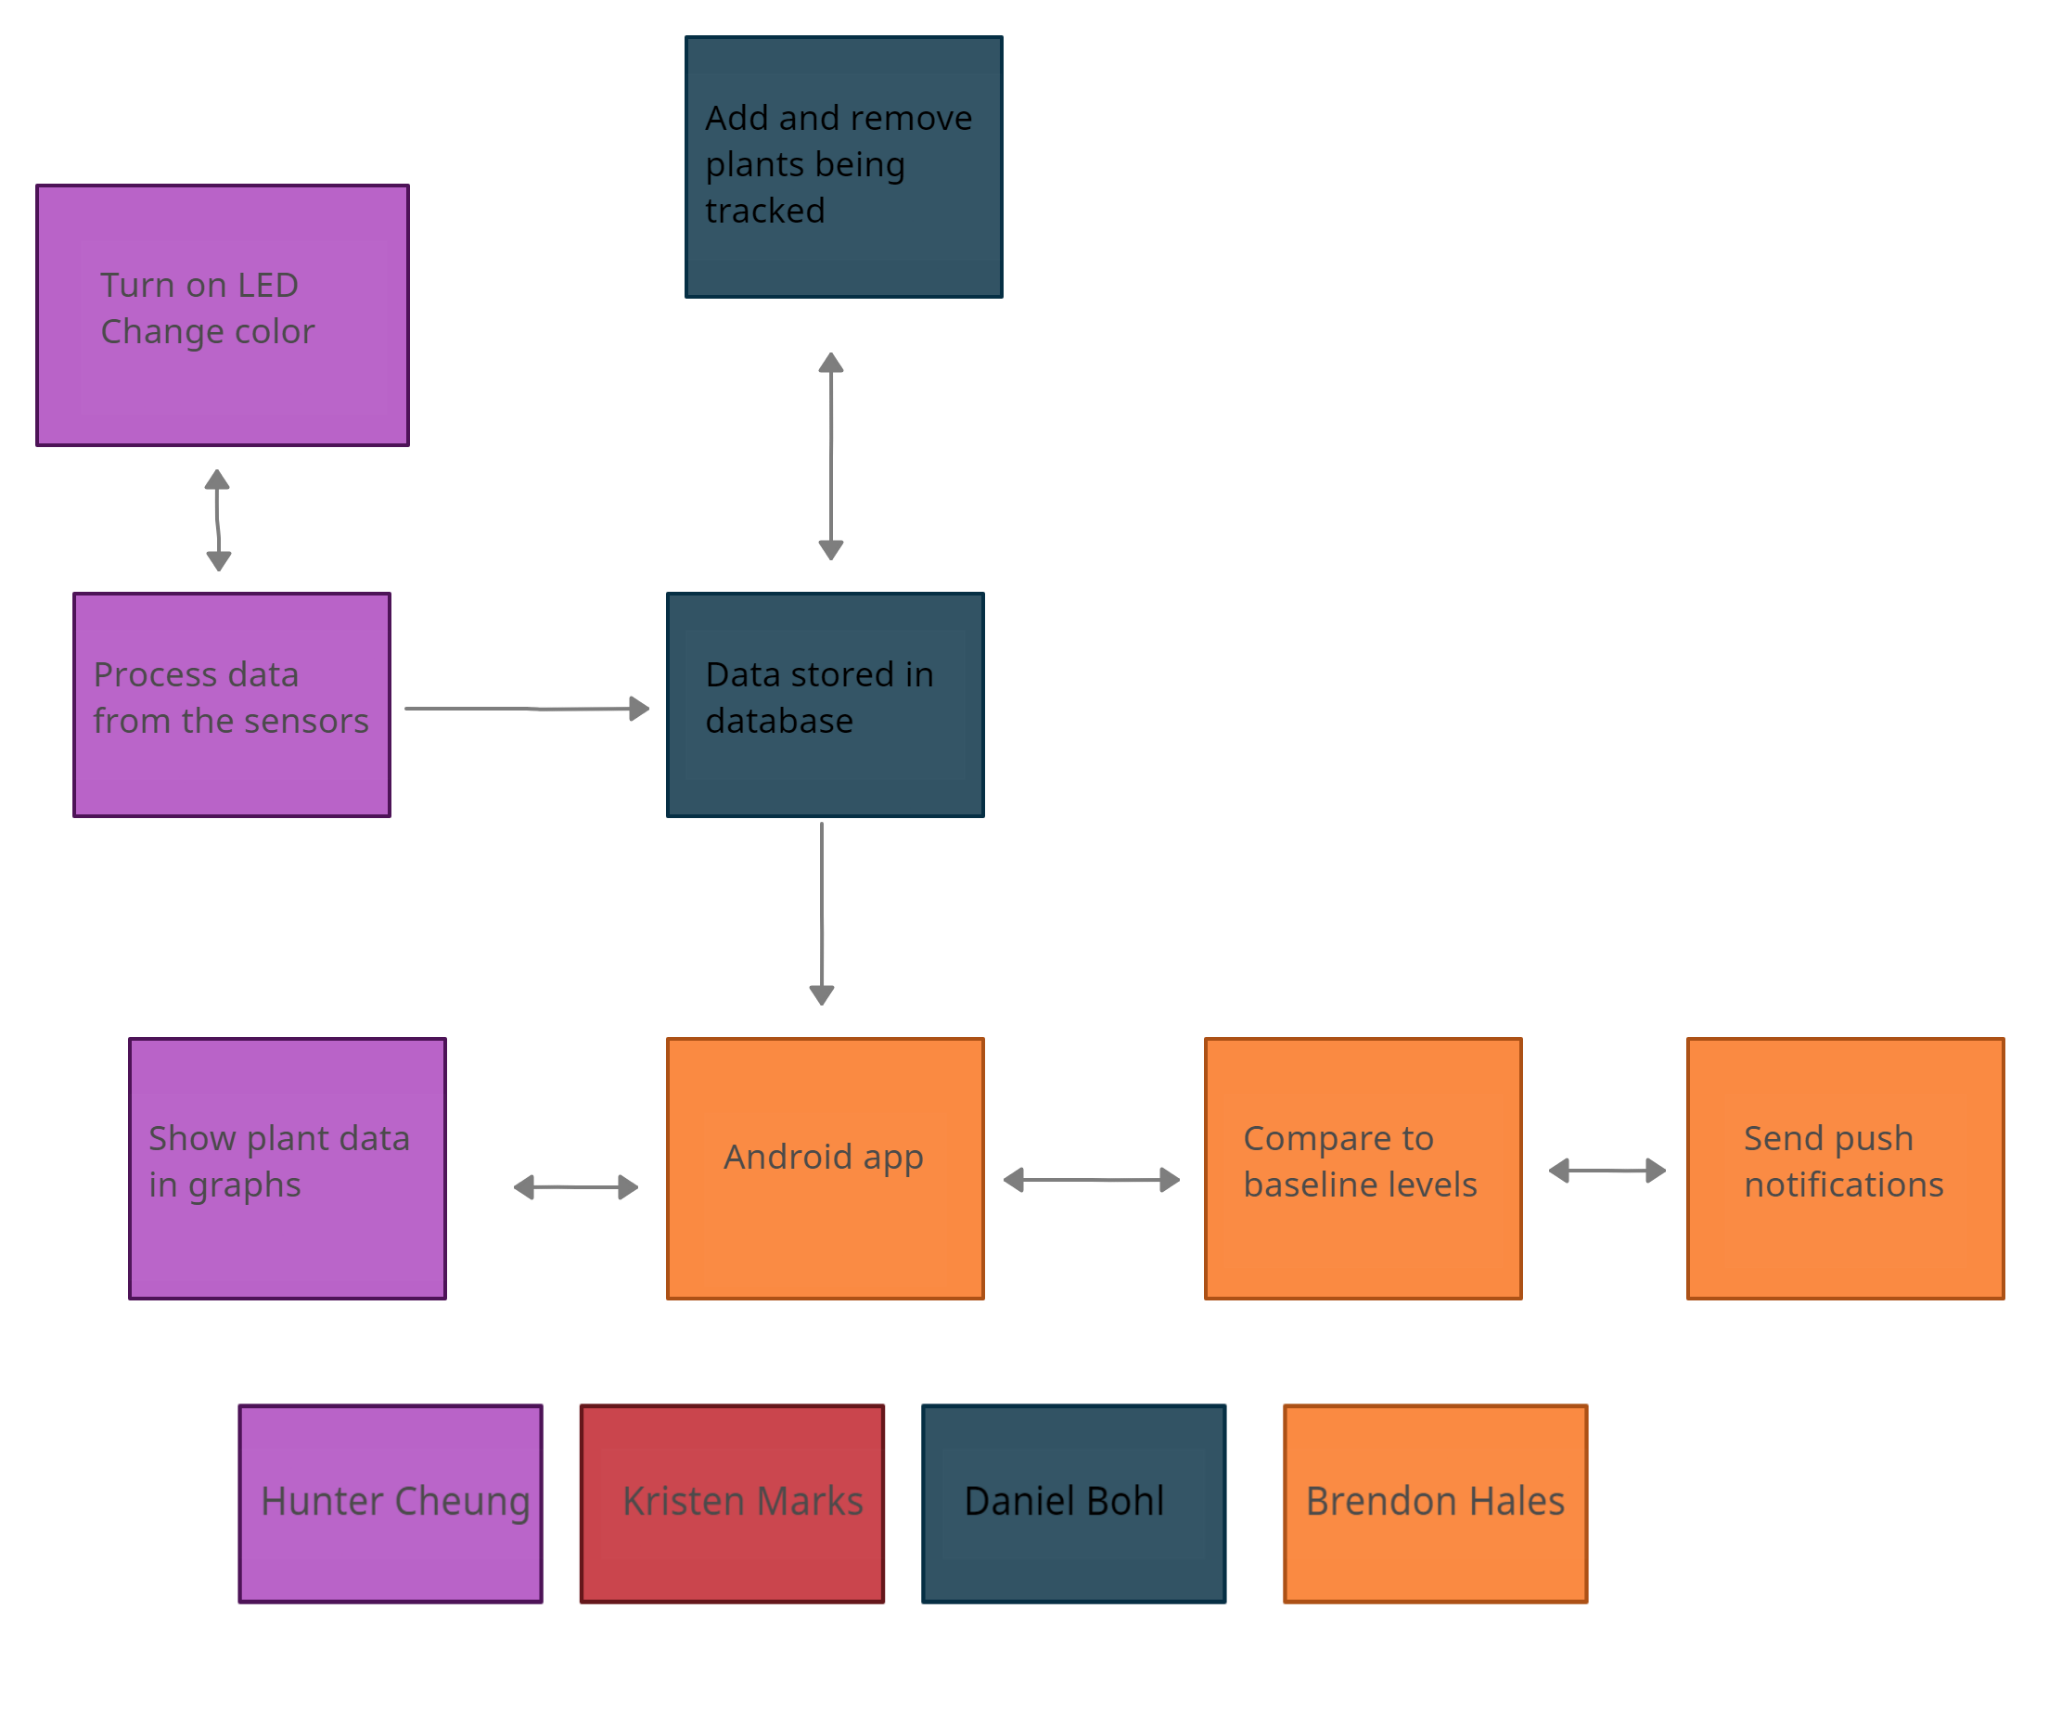 Add and remove
plants being
tracked
Turn on LED
Change color
Process data
from the sensors
Data stored in
database
Show plant data
in graphs
Android app
Compare to
baseline levels
Send push
notifications
Hunter Cheung
Kristen Marks
Daniel Bohl
Brendon Hales